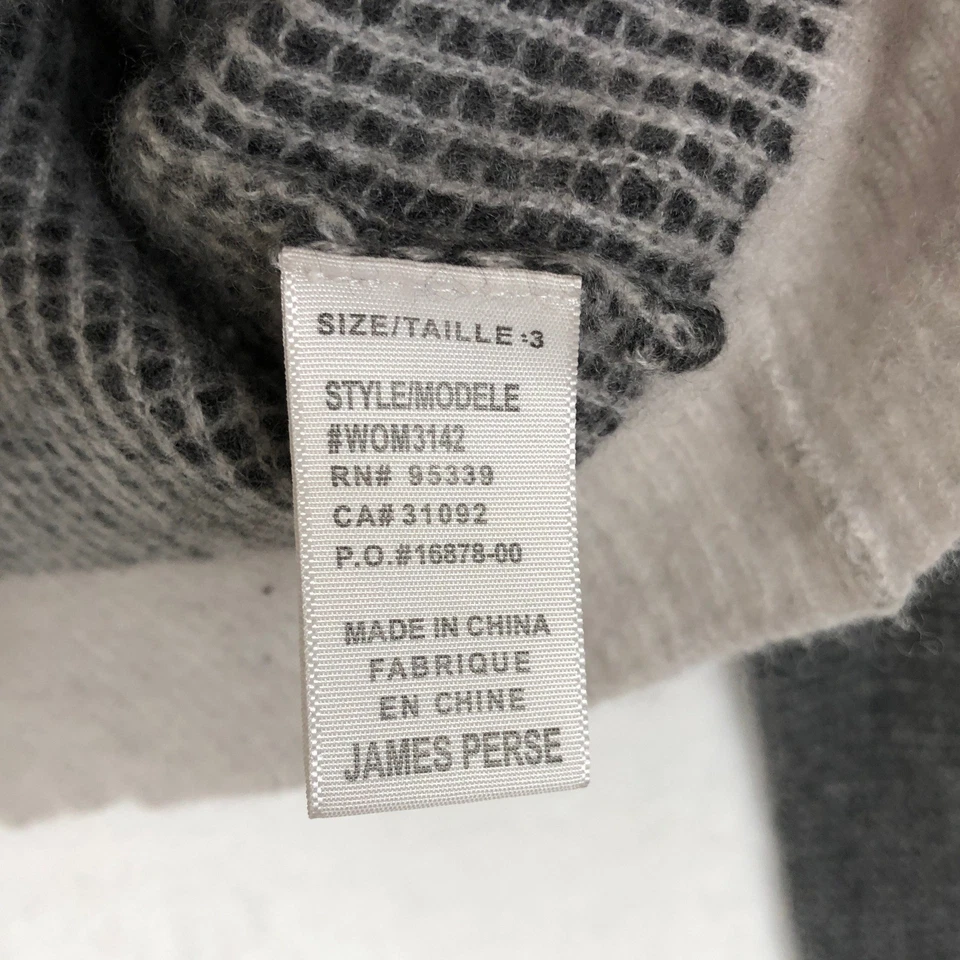 SIZE/TAILLE :3
STYLE/MODELE
#WOM3142
RN# 95339
CA# 31092
P.O.#16878-00
MADE IN CHINA
FABRIQUE
EN CHINE
JAMES PERSE